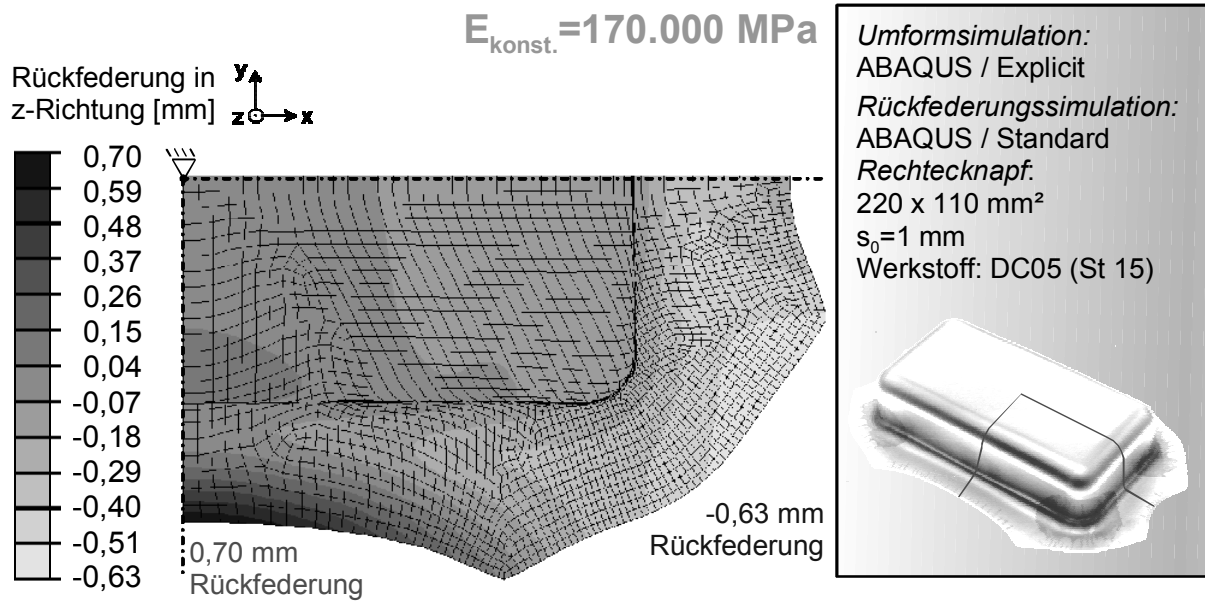 E_konst.=170.000 MPa
Rückfederung in
z-Richtung [mm]
y
z
x
0,70
0,59
0,48
0,37
0,26
0,15
0,04
-0,07
-0,18
-0,29
-0,40
-0,51
-0,63
0,70 mm
Rückfederung
-0,63 mm
Rückfederung
Umformsimulation:
ABAQUS / Explicit
Rückfederungssimulation:
ABAQUS / Standard
Rechtecknapf:
220 x 110 mm²
s₀=1 mm
Werkstoff: DC05 (St 15)